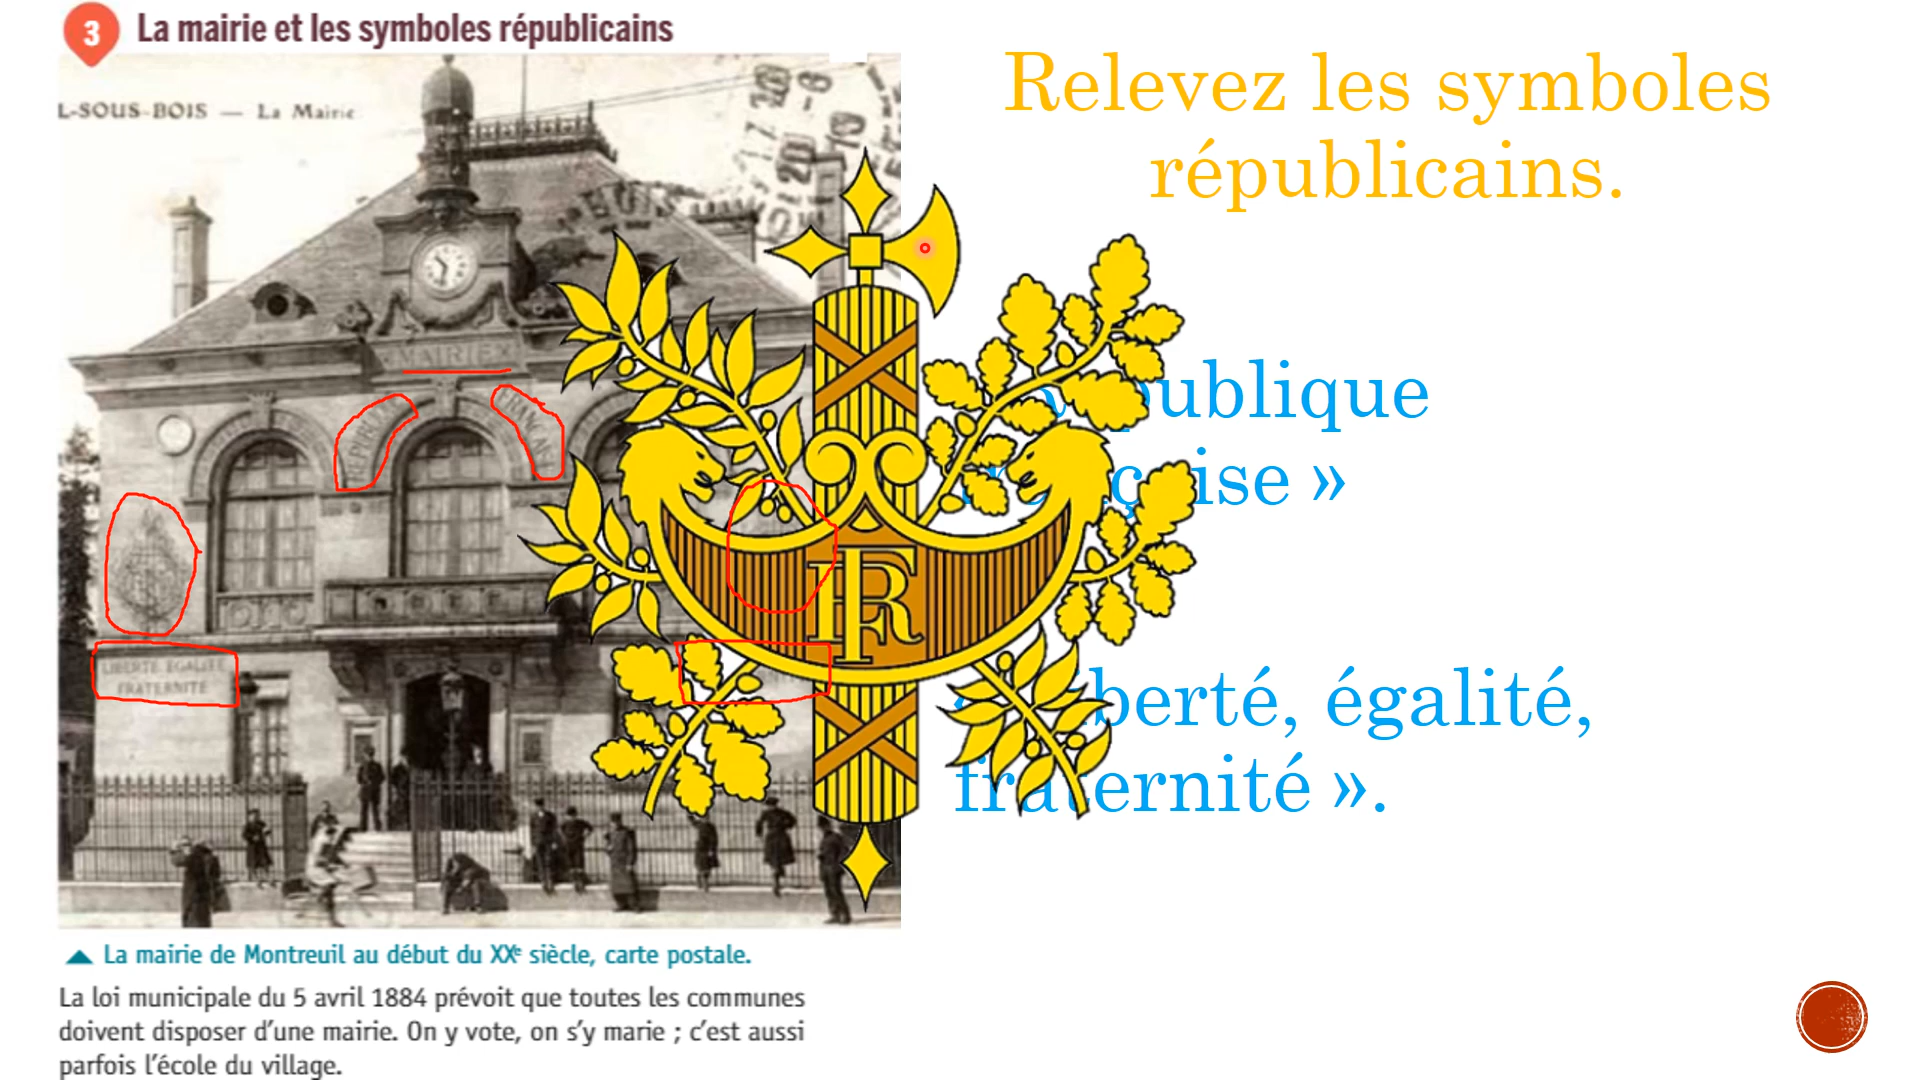 3 La mairie et les symboles républicains
L-SOUS-BOIS — La Mairie
BOIS
MAIRIE
LIBERTÉ ÉGALITÉ
FRATERNITÉ
RF
▲ La mairie de Montreuil au début du XXe siècle, carte postale.
La loi municipale du 5 avril 1884 prévoit que toutes les communes
doivent disposer d'une mairie. On y vote, on s'y marie ; c'est aussi
parfois l'école du village.
Relevez les symboles
républicains.
publique
ise »
berté, égalité,
ernité ».